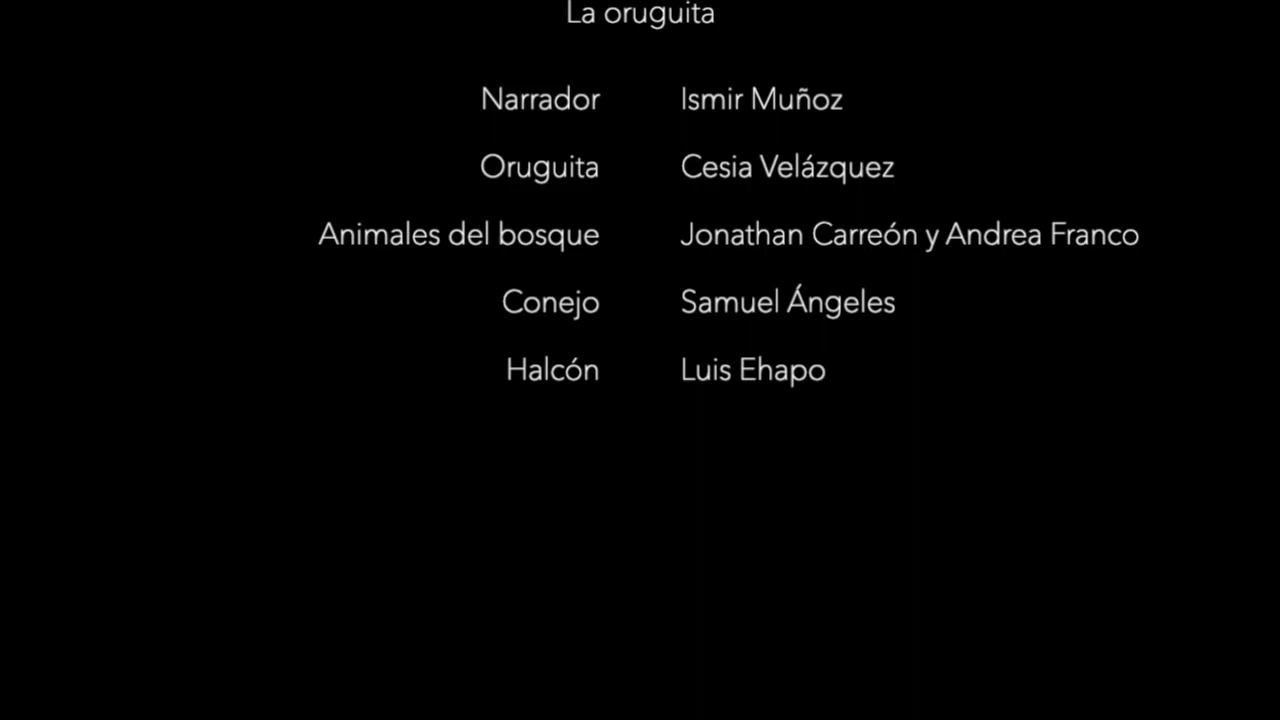 La oruguita
Narrador Ismir Muñoz
Oruguita Cesia Velázquez
Animales del bosque Jonathan Carreón y Andrea Franco
Conejo Samuel Ángeles
Halcón Luis Ehapo